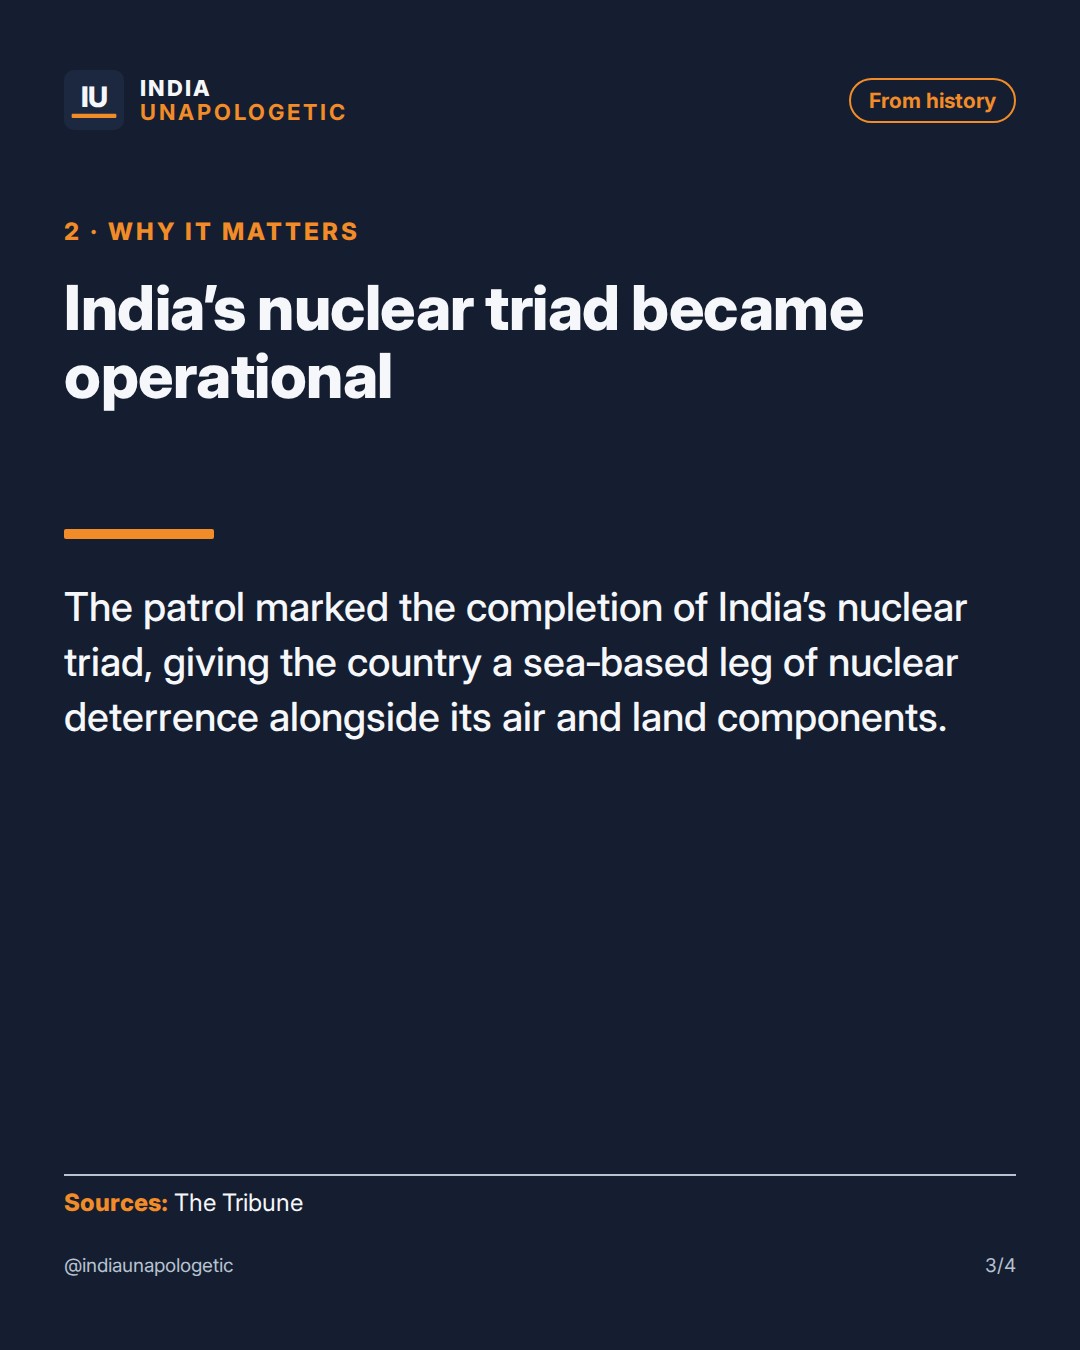 IU
INDIA
UNAPOLOGETIC
From history
2 · WHY IT MATTERS
India’s nuclear triad became
operational
The patrol marked the completion of India’s nuclear
triad, giving the country a sea-based leg of nuclear
deterrence alongside its air and land components.
Sources: The Tribune
@indiaunapologetic
3/4